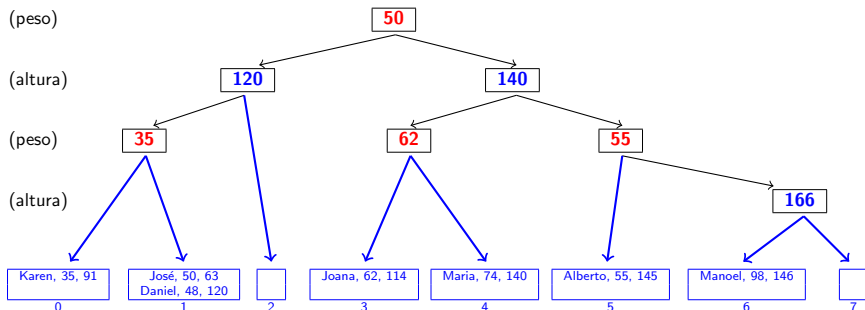 (peso) 50
(altura) 120 140
(peso) 35 62 55
(altura) 166
Karen, 35, 91
José, 50, 63
Daniel, 48, 120
Joana, 62, 114
Maria, 74, 140
Alberto, 55, 145
Manoel, 98, 146
0 1 2 3 4 5 6 7